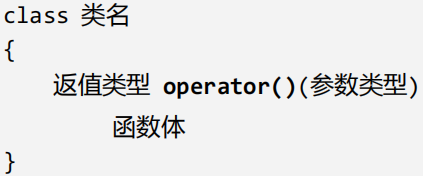 class 类名
{
返值类型 operator()(参数类型)
函数体
}